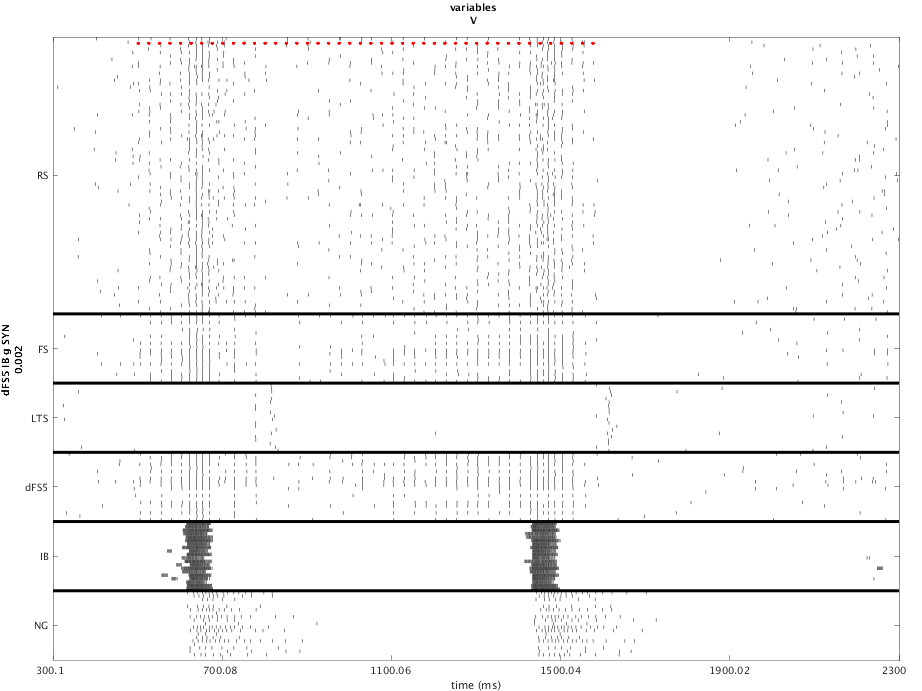 variables
V
RS
FS
LTS
dFS5
IB
NG
dFS5 IB g SYN
0.002
300.1
700.08
1100.06
1500.04
1900.02
2300
time (ms)